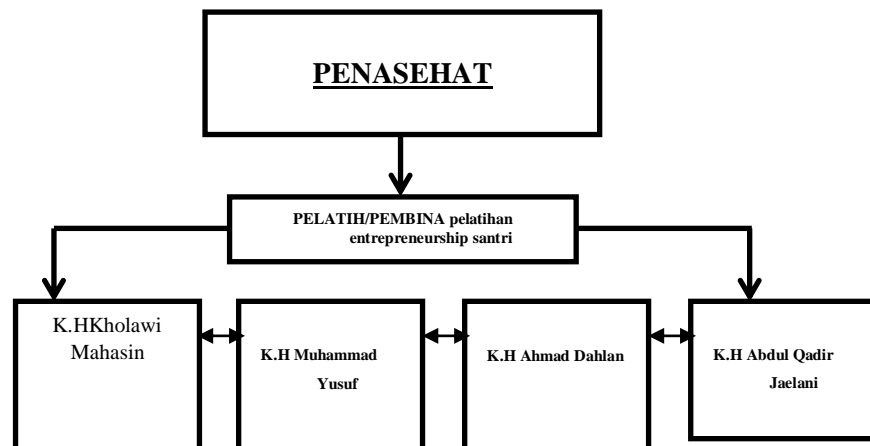 PENASEHAT
PELATIH/PEMBINA pelatihan
entrepreneurship santri
K.HKholawi
Mahasin
K.H Muhammad
Yusuf
K.H Ahmad Dahlan
K.H Abdul Qadir
Jaelani